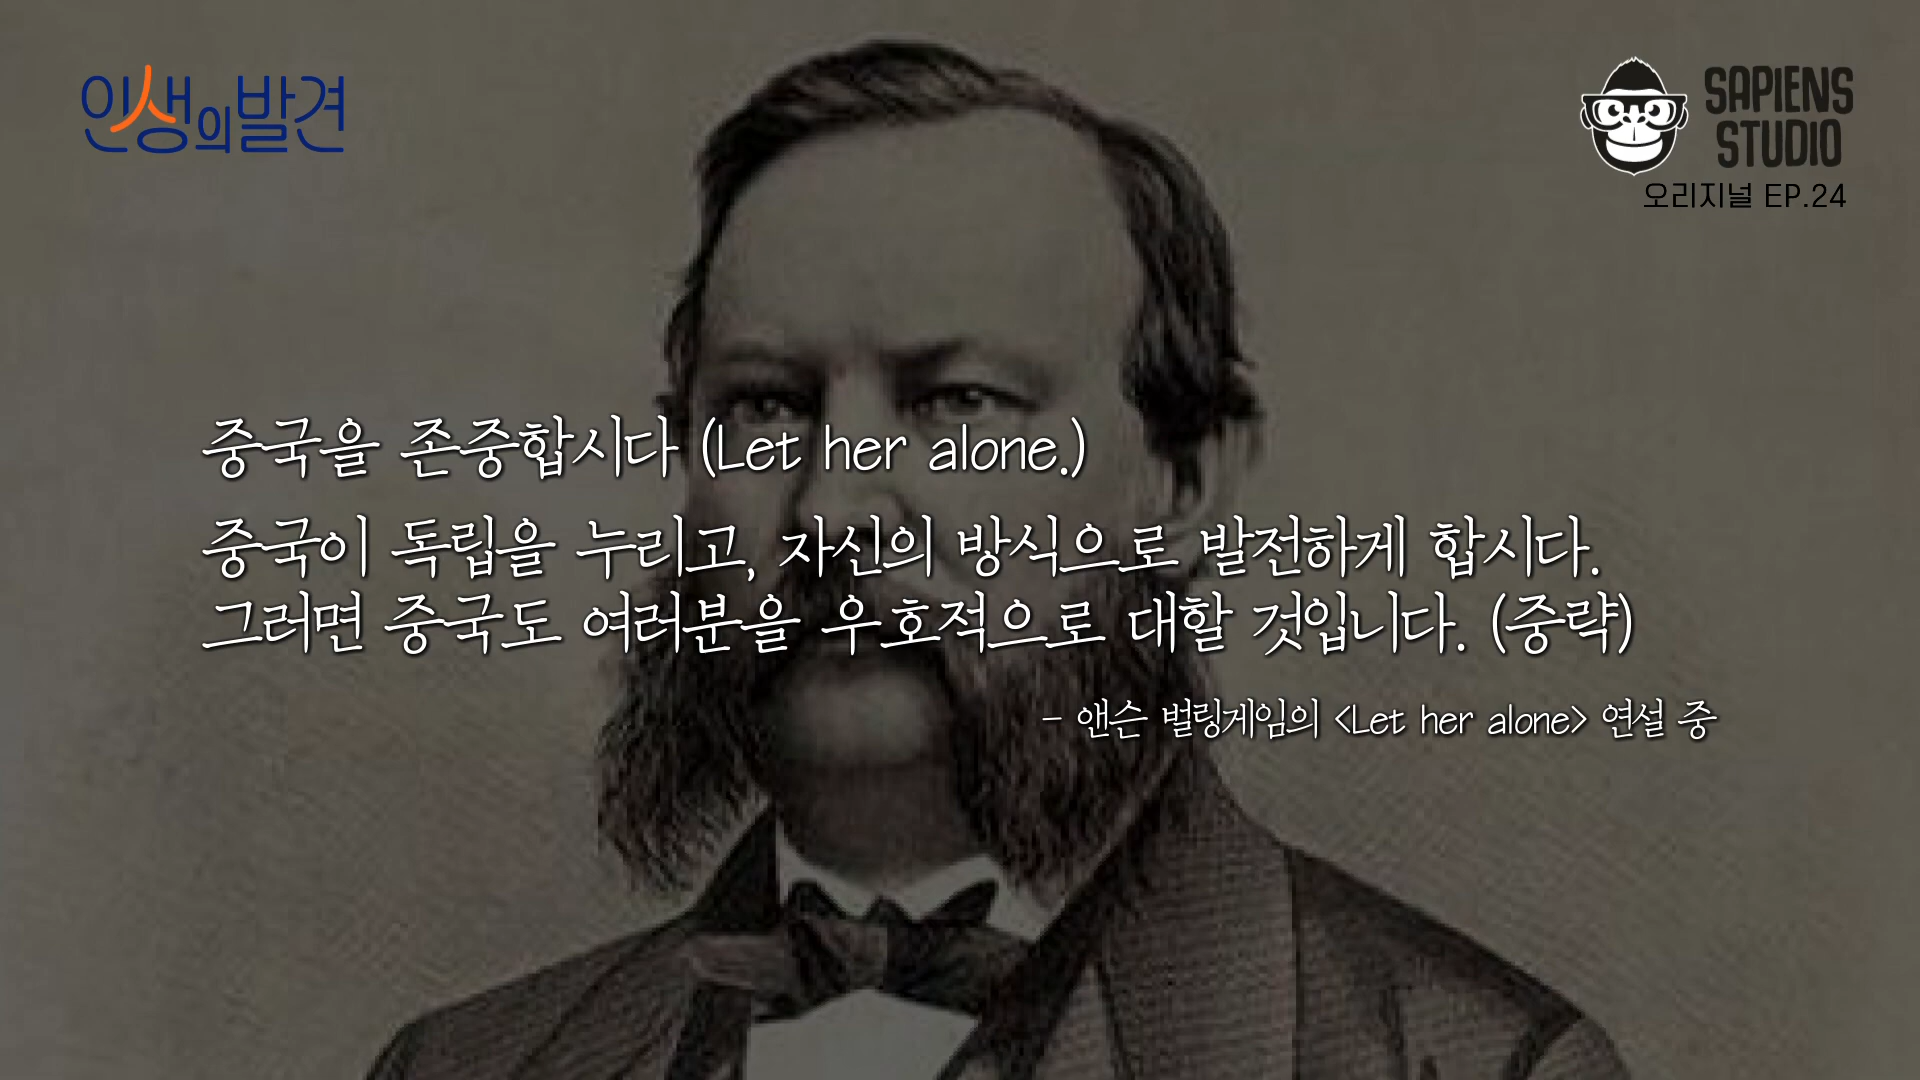 인생의발견
SAPIENS
STUDIO
오리지널 EP.24
중국을 존중합시다 (Let her alone.)
중국이 독립을 누리고, 자신의 방식으로 발전하게 합시다.
그러면 중국도 여러분을 우호적으로 대할 것입니다. (중략)
- 앤슨 벌링게임의 <Let her alone> 연설 중